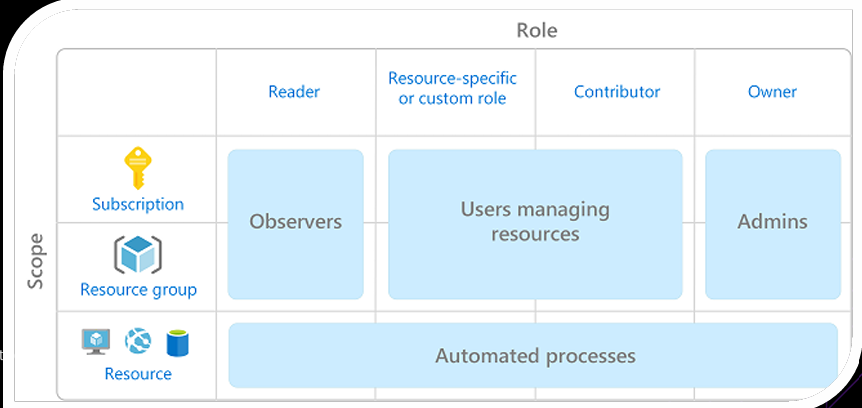 Role
Reader
Resource-specific
or custom role
Contributor
Owner
Scope
Subscription
Observers
Users managing
resources
Admins
Resource group
Resource
Automated processes